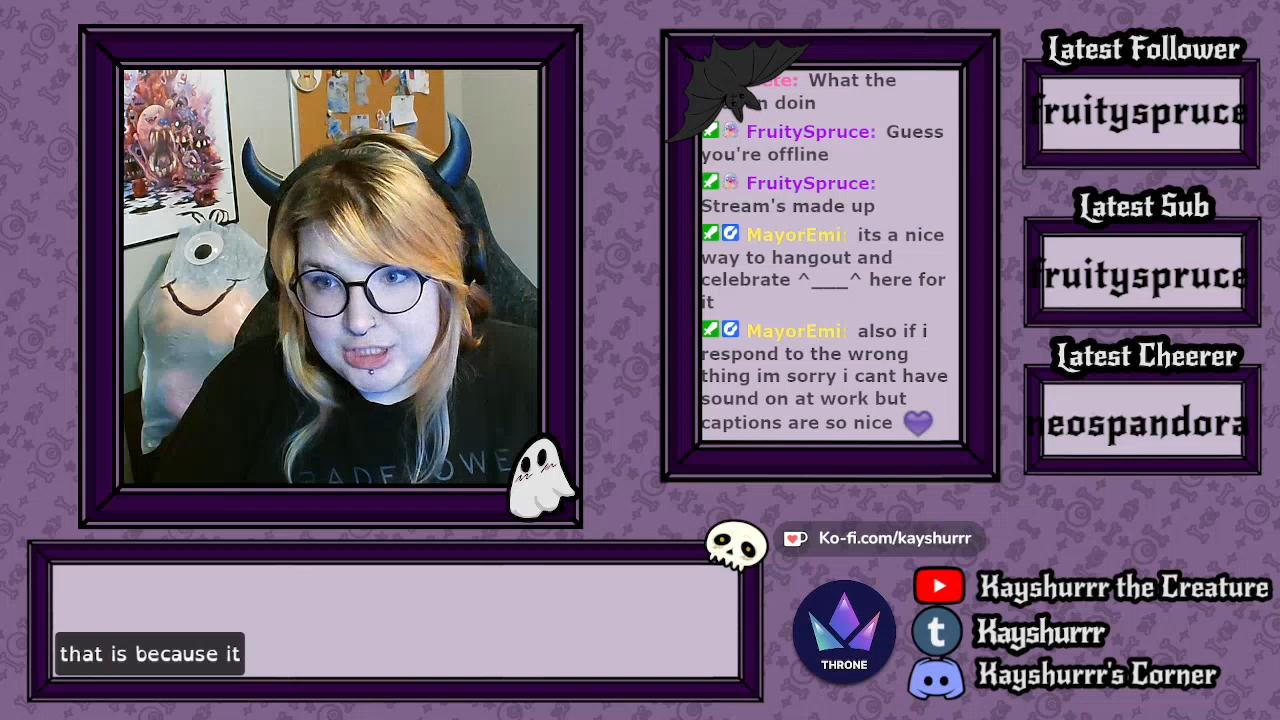 What the
doin
FruitySpruce: Guess
you're offline
FruitySpruce:
Stream's made up
MayorEmi: its a nice
way to hangout and
celebrate ^___^ here for
it
MayorEmi: also if i
respond to the wrong
thing im sorry i cant have
sound on at work but
captions are so nice
Latest Follower
fruityspruce
Latest Sub
fruityspruce
Latest Cheerer
neospandora
that is because it
Ko-fi.com/kayshurrr
THRONE
Kayshurrr the Creature
t Kayshurrr
Kayshurrr's Corner